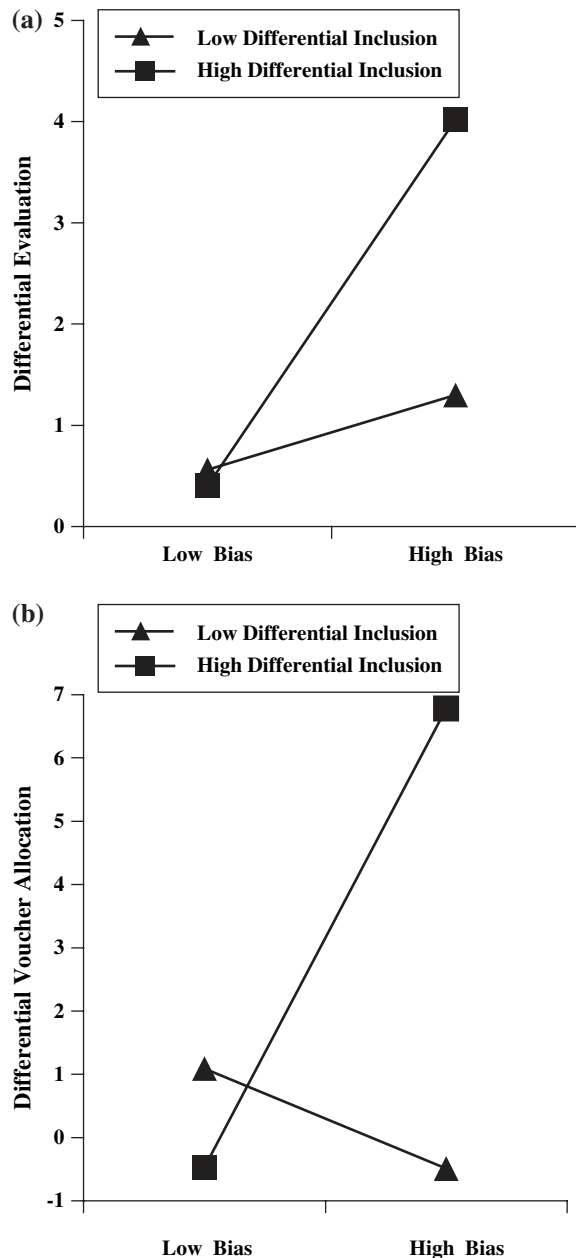 (a)
Low Differential Inclusion
High Differential Inclusion
5
4
3
2
1
0
Differential Evaluation
Low Bias
High Bias
(b)
Low Differential Inclusion
High Differential Inclusion
7
6
5
4
3
2
1
0
-1
Differential Voucher Allocation
Low Bias
High Bias